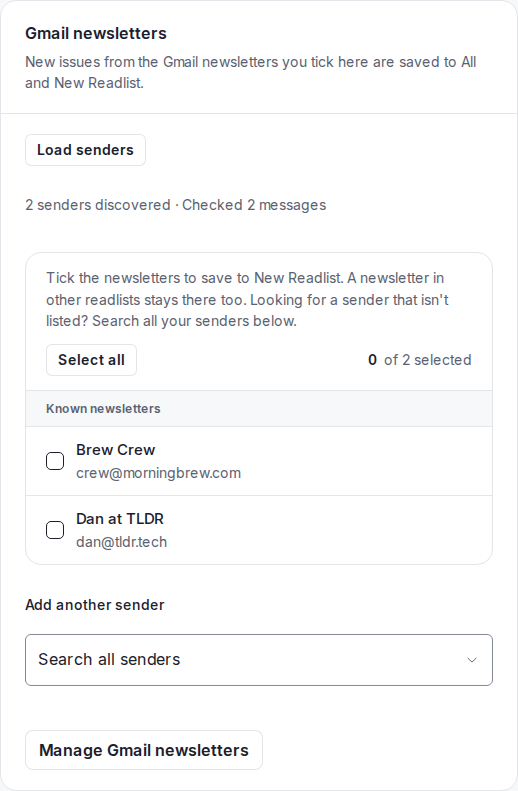 Gmail newsletters
New issues from the Gmail newsletters you tick here are saved to All
and New Readlist.
Load senders
2 senders discovered · Checked 2 messages
Tick the newsletters to save to New Readlist. A newsletter in
other readlists stays there too. Looking for a sender that isn't
listed? Search all your senders below.
Select all
0 of 2 selected
Known newsletters
Brew Crew
crew@morningbrew.com
Dan at TLDR
dan@tldr.tech
Add another sender
Search all senders
Manage Gmail newsletters